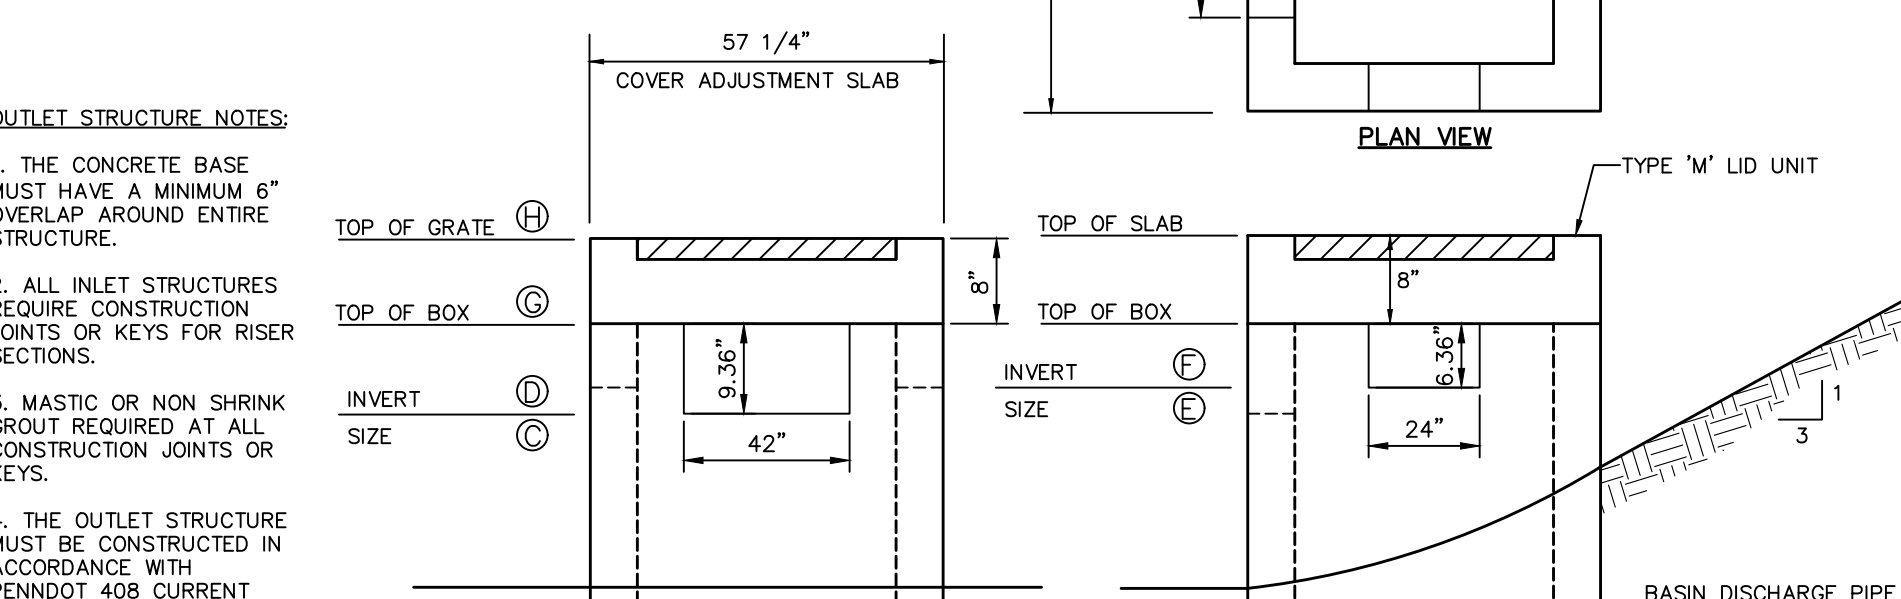 OUTLET STRUCTURE NOTES:
. THE CONCRETE BASE
MUST HAVE A MINIMUM 6"
OVERLAP AROUND ENTIRE
STRUCTURE.
2. ALL INLET STRUCTURES
REQUIRE CONSTRUCTION
JOINTS OR KEYS FOR RISER
SECTIONS.
3. MASTIC OR NON SHRINK
GROUT REQUIRED AT ALL
CONSTRUCTION JOINTS OR
KEYS.
4. THE OUTLET STRUCTURE
MUST BE CONSTRUCTED IN
ACCORDANCE WITH
PENNDOT 408 CURRENT
57 1/4"
COVER ADJUSTMENT SLAB
TOP OF GRATE H
TOP OF BOX G
INVERT D
SIZE C
8"
9.36"
42"
PLAN VIEW
TYPE 'M' LID UNIT
TOP OF SLAB
TOP OF BOX
INVERT F
SIZE E
8"
6.36"
24"
1
3
BASIN DISCHARGE PIPE